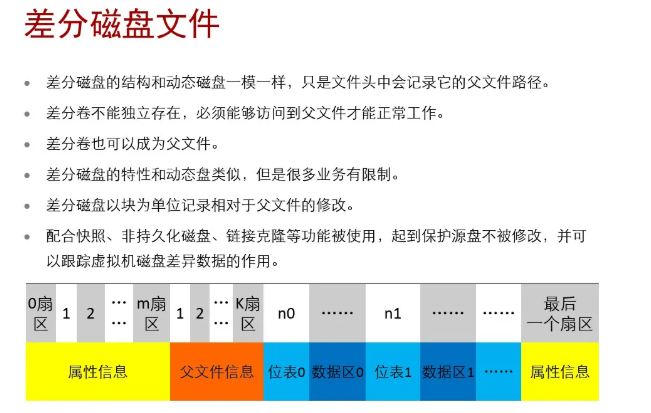 差分磁盘文件
差分磁盘的结构和动态磁盘一模一样，只是文件头中会记录它的父文件路径。
差分卷不能独立存在，必须能够访问到父文件才能正常工作。
差分卷也可以成为父文件。
差分磁盘的特性和动态盘类似，但是很多业务有限制。
差分磁盘以块为单位记录相对于父文件的修改。
配合快照、非持久化磁盘、链接克隆等功能被使用，起到保护源盘不被修改，并可
以跟踪虚拟机磁盘差异数据的作用。
0扇区 1 2 …… m扇区 1 2 …… K扇区 n0 …… n1 …… …… 最后一个扇区
属性信息 父文件信息 位表0 数据区0 位表1 数据区1 …… 属性信息